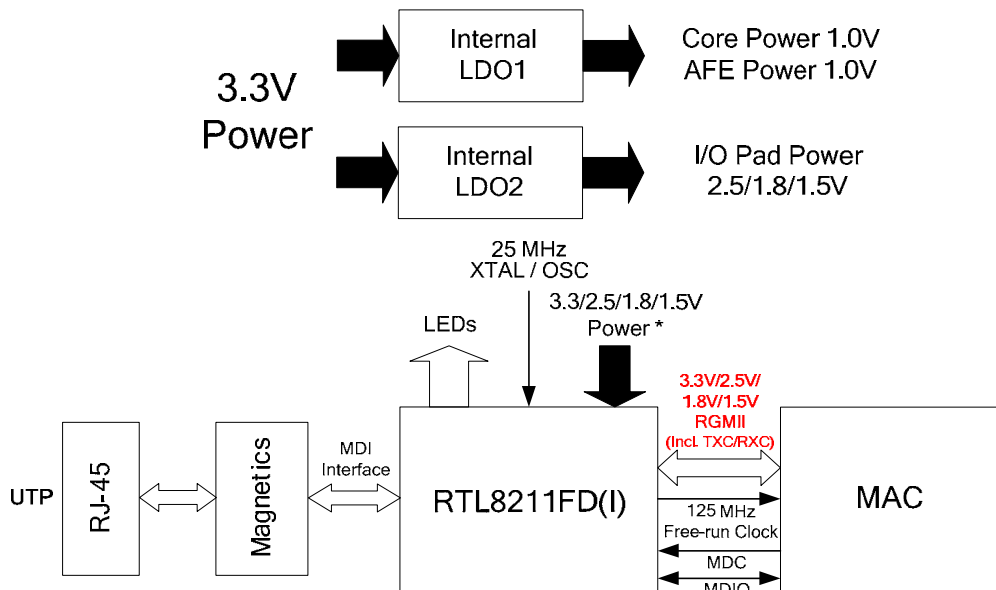 3.3V
Power
Internal
LDO1
Core Power 1.0V
AFE Power 1.0V
Internal
LDO2
I/O Pad Power
2.5/1.8/1.5V
25 MHz
XTAL / OSC
3.3/2.5/1.8/1.5V
Power *
LEDs
3.3V/2.5V/
1.8V/1.5V
RGMII
(Incl. TXC/RXC)
UTP
RJ-45
Magnetics
MDI
Interface
RTL8211FD(I)
125 MHz
Free-run Clock
MDC
MDIO
MAC